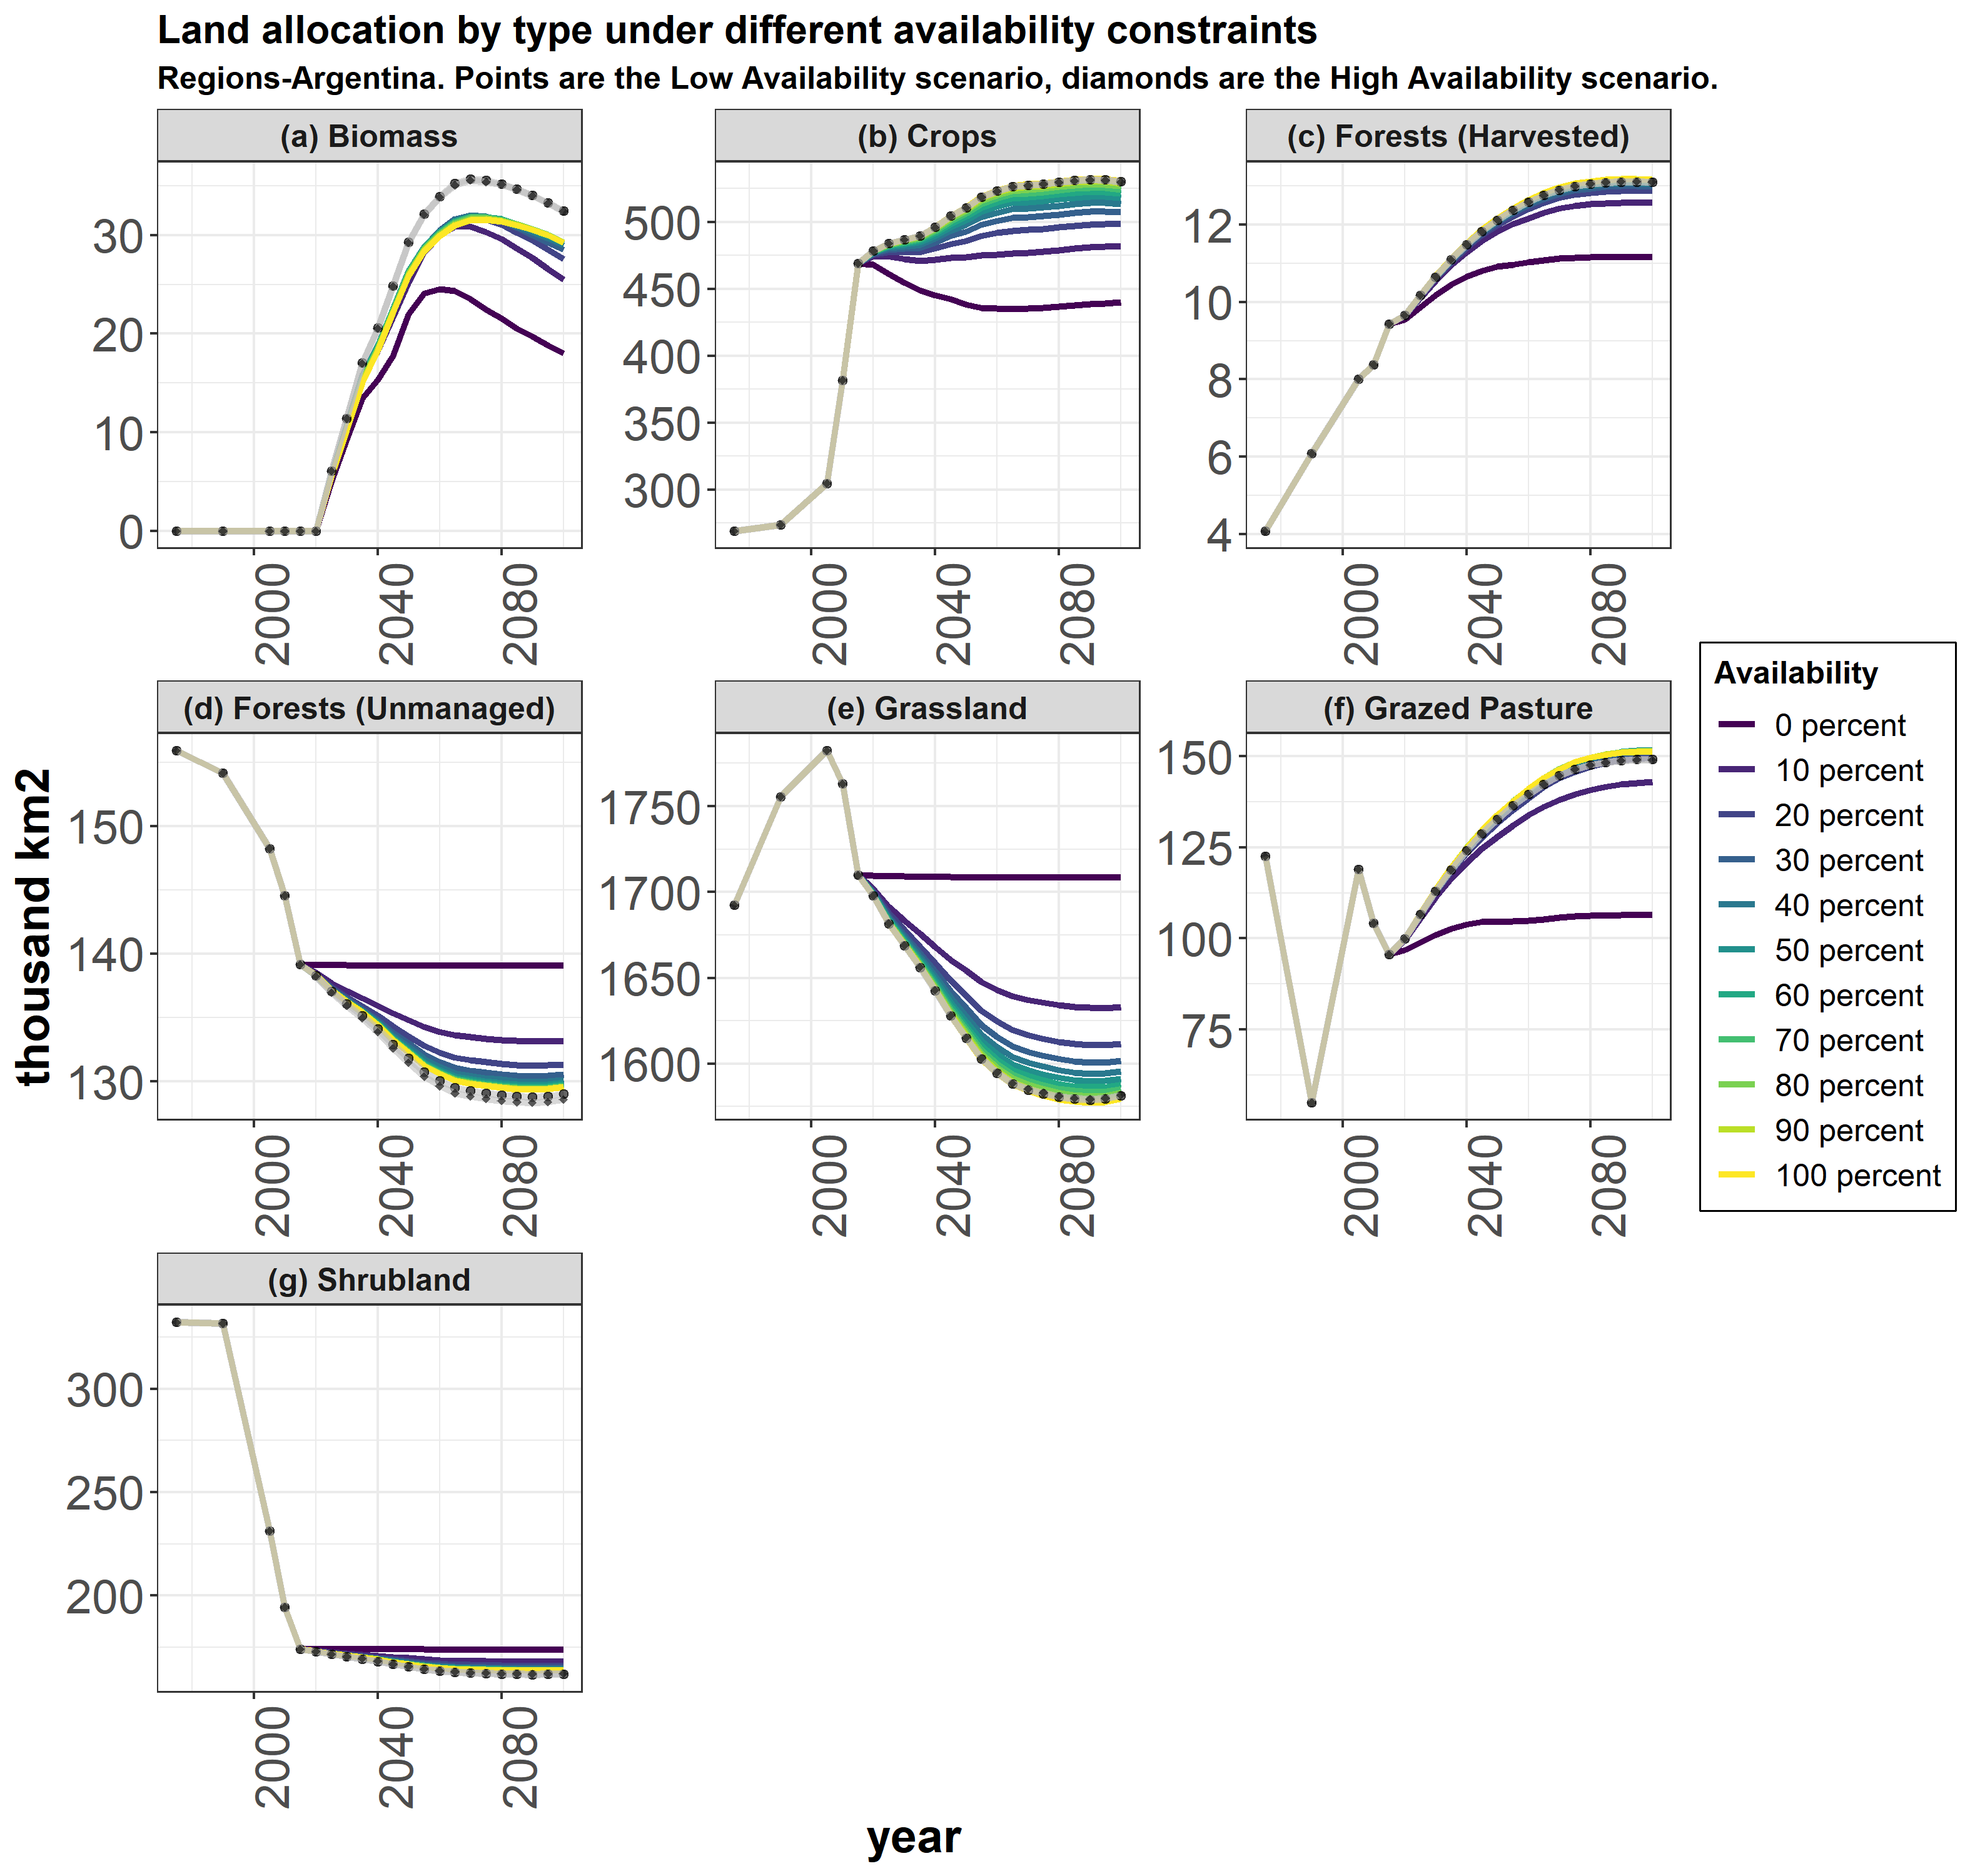 Land allocation by type under different availability constraints
Regions-Argentina. Points are the Low Availability scenario, diamonds are the High Availability scenario.
(a) Biomass
(b) Crops
(c) Forests (Harvested)
30
20
10
0
500
450
400
350
300
12
10
8
6
4
2000
2040
2080
2000
2040
2080
2000
2040
2080
(d) Forests (Unmanaged)
(e) Grassland
(f) Grazed Pasture
150
140
130
1750
1700
1650
1600
150
125
100
75
2000
2040
2080
2000
2040
2080
2000
2040
2080
(g) Shrubland
300
250
200
2000
2040
2080
thousand km2
year
Availability
0 percent
10 percent
20 percent
30 percent
40 percent
50 percent
60 percent
70 percent
80 percent
90 percent
100 percent